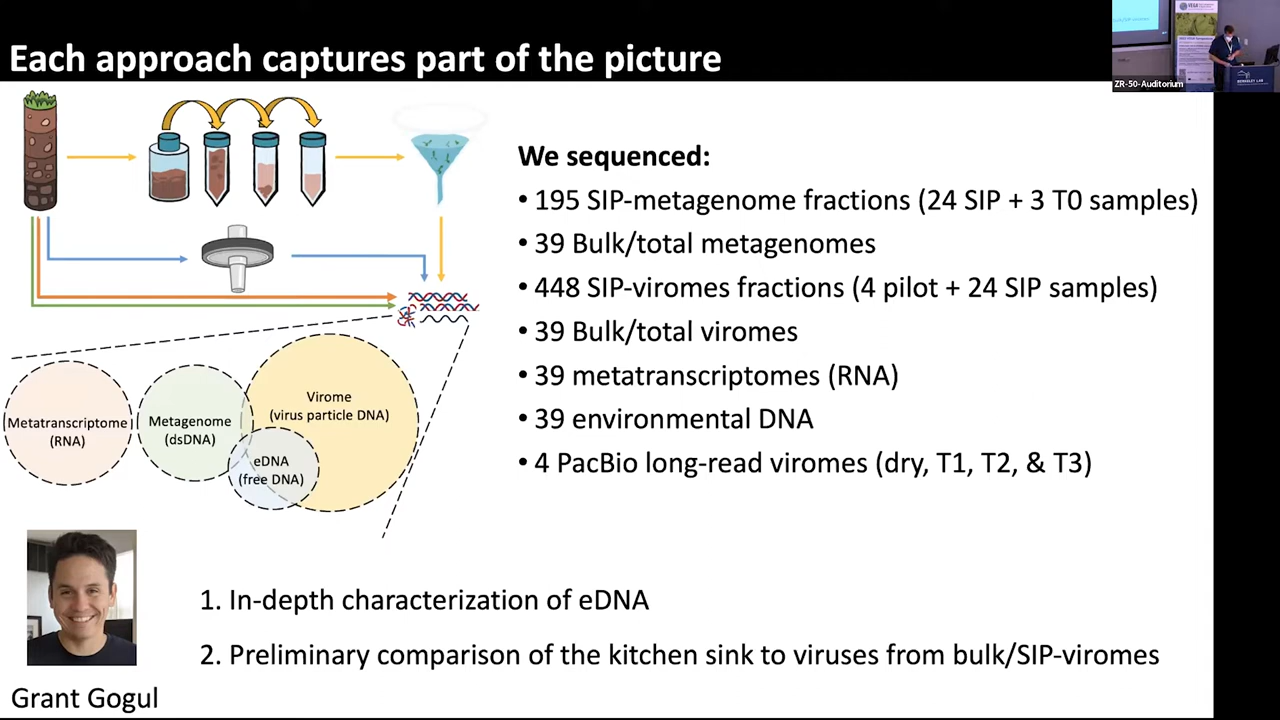 Each approach captures part of the picture
ZR-50-Auditorium
BERKELEY LAB
We sequenced:
• 195 SIP-metagenome fractions (24 SIP + 3 T0 samples)
• 39 Bulk/total metagenomes
• 448 SIP-viromes fractions (4 pilot + 24 SIP samples)
• 39 Bulk/total viromes
• 39 metatranscriptomes (RNA)
• 39 environmental DNA
• 4 PacBio long-read viromes (dry, T1, T2, & T3)
Metatranscriptome
(RNA)
Metagenome
(dsDNA)
Virome
(virus particle DNA)
eDNA
(free DNA)
1. In-depth characterization of eDNA
2. Preliminary comparison of the kitchen sink to viruses from bulk/SIP-viromes
Grant Gogul